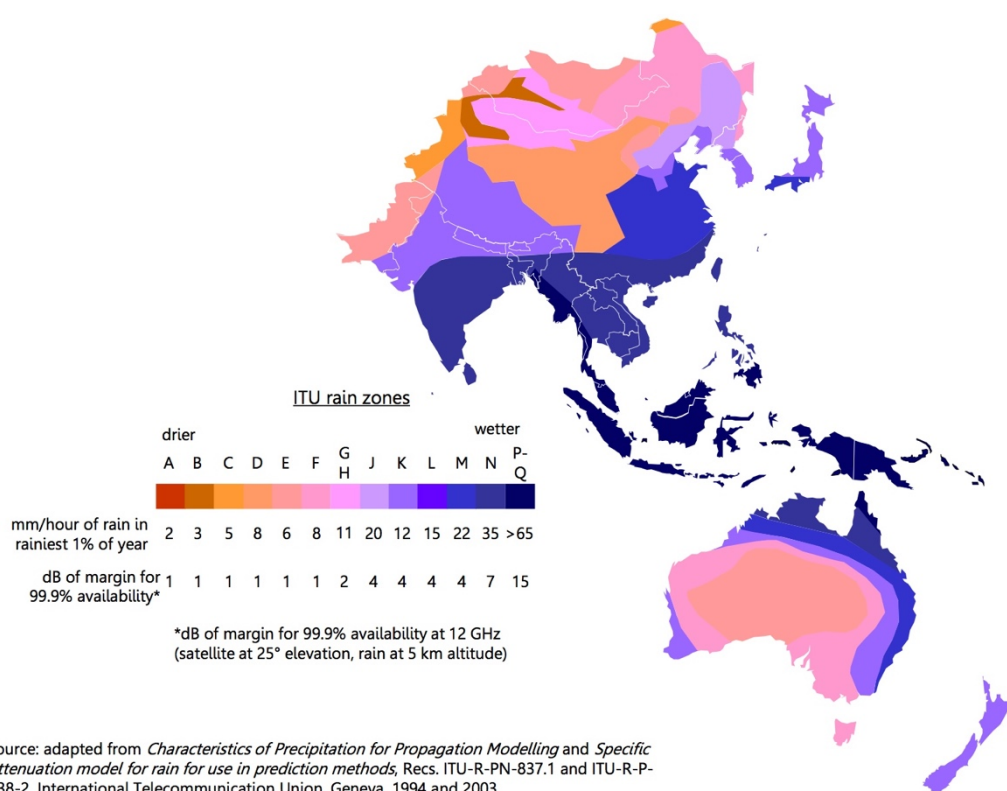 ITU rain zones
drier
wetter
A B C D E F G H J K L M N P-Q
mm/hour of rain in
rainiest 1% of year
2 3 5 8 6 8 11 20 12 15 22 35 >65
dB of margin for
99.9% availability*
1 1 1 1 1 1 2 4 4 4 4 7 15
*dB of margin for 99.9% availability at 12 GHz
(satellite at 25° elevation, rain at 5 km altitude)
ource: adapted from Characteristics of Precipitation for Propagation Modelling and Specific
ttenuation model for rain for use in prediction methods, Recs. ITU-R-PN-837.1 and ITU-R-P-
38-2, International Telecommunication Union, Geneva, 1994 and 2003